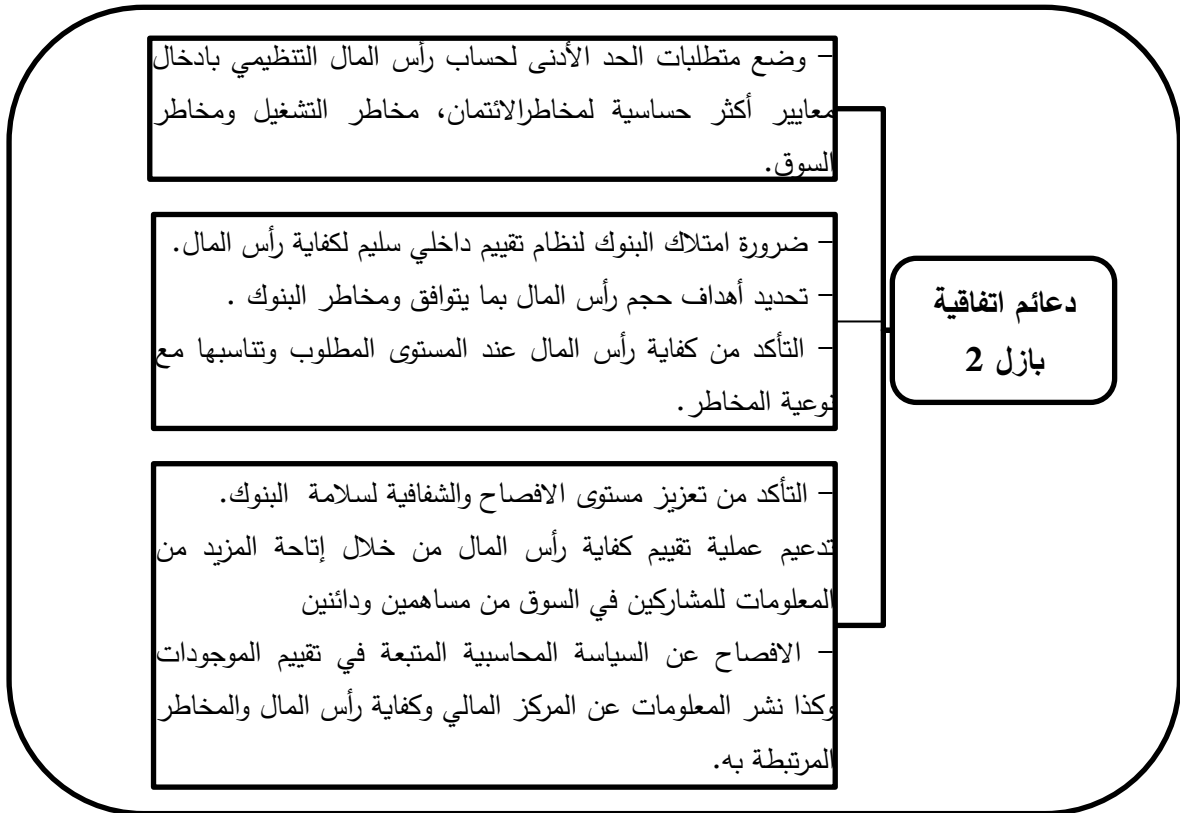 – وضع متطلبات الحد الأدنى لحساب رأس المال التنظيمي بادخال
معايير أكثر حساسية لمخاطرالائتمان، مخاطر التشغيل ومخاطر
السوق.
– ضرورة امتلاك البنوك لنظام تقييم داخلي سليم لكفاية رأس المال.
– تحديد أهداف حجم رأس المال بما يتوافق ومخاطر البنوك .
– التأكد من كفاية رأس المال عند المستوى المطلوب وتتاسبها مع
نوعية المخاطر.
دعائم اتفاقية
بازل 2
– التأكد من تعزيز مستوى الافصاح والشفافية لسلامة البنوك.
تدعيم عملية تقييم كفاية رأس المال من خلال إتاحة المزيد من
المعلومات للمشاركين في السوق من مساهمين ودائنين
– الافصاح عن السياسة المحاسبية المتبعة في تقييم الموجودات
وكذا نشر المعلومات عن المركز المالي وكفاية رأس المال والمخاطر
المرتبطة به.